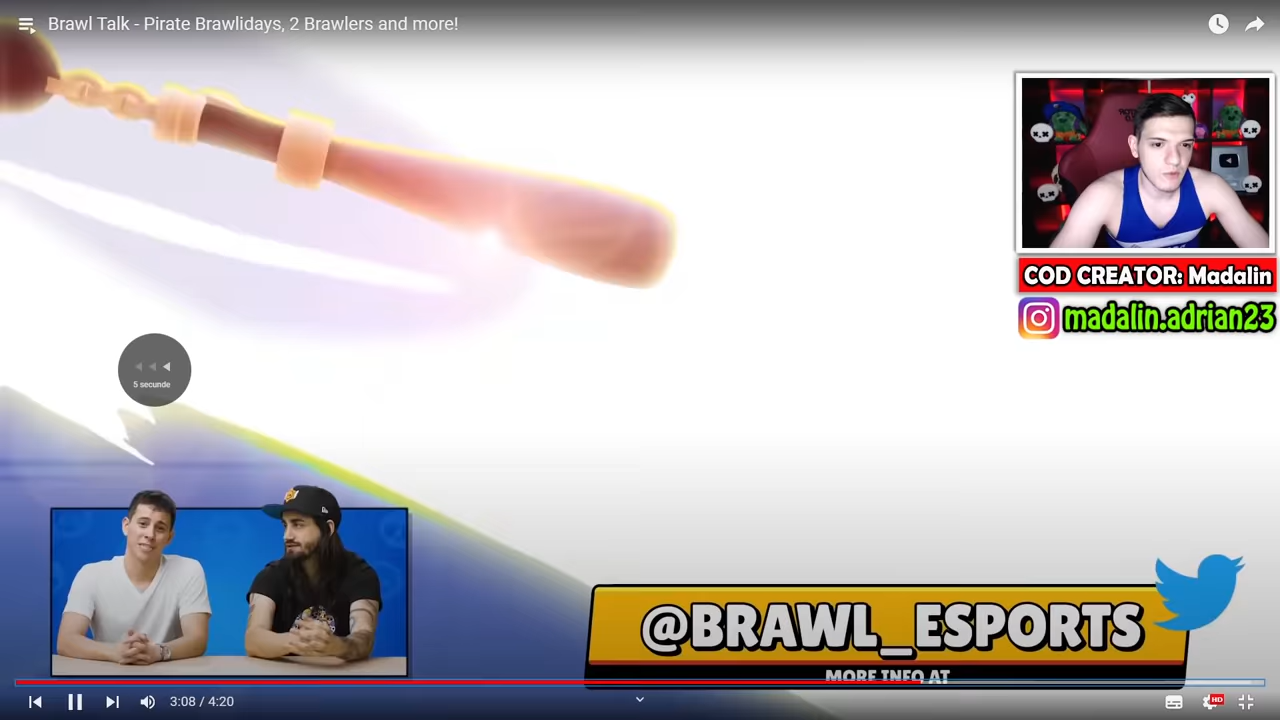 Brawl Talk - Pirate Brawlidays, 2 Brawlers and more!
COD CREATOR: Madalin
madalin.adrian23
5 secunde
@BRAWL_ESPORTS
MORE INFO AT
3:08 / 4:20
HD